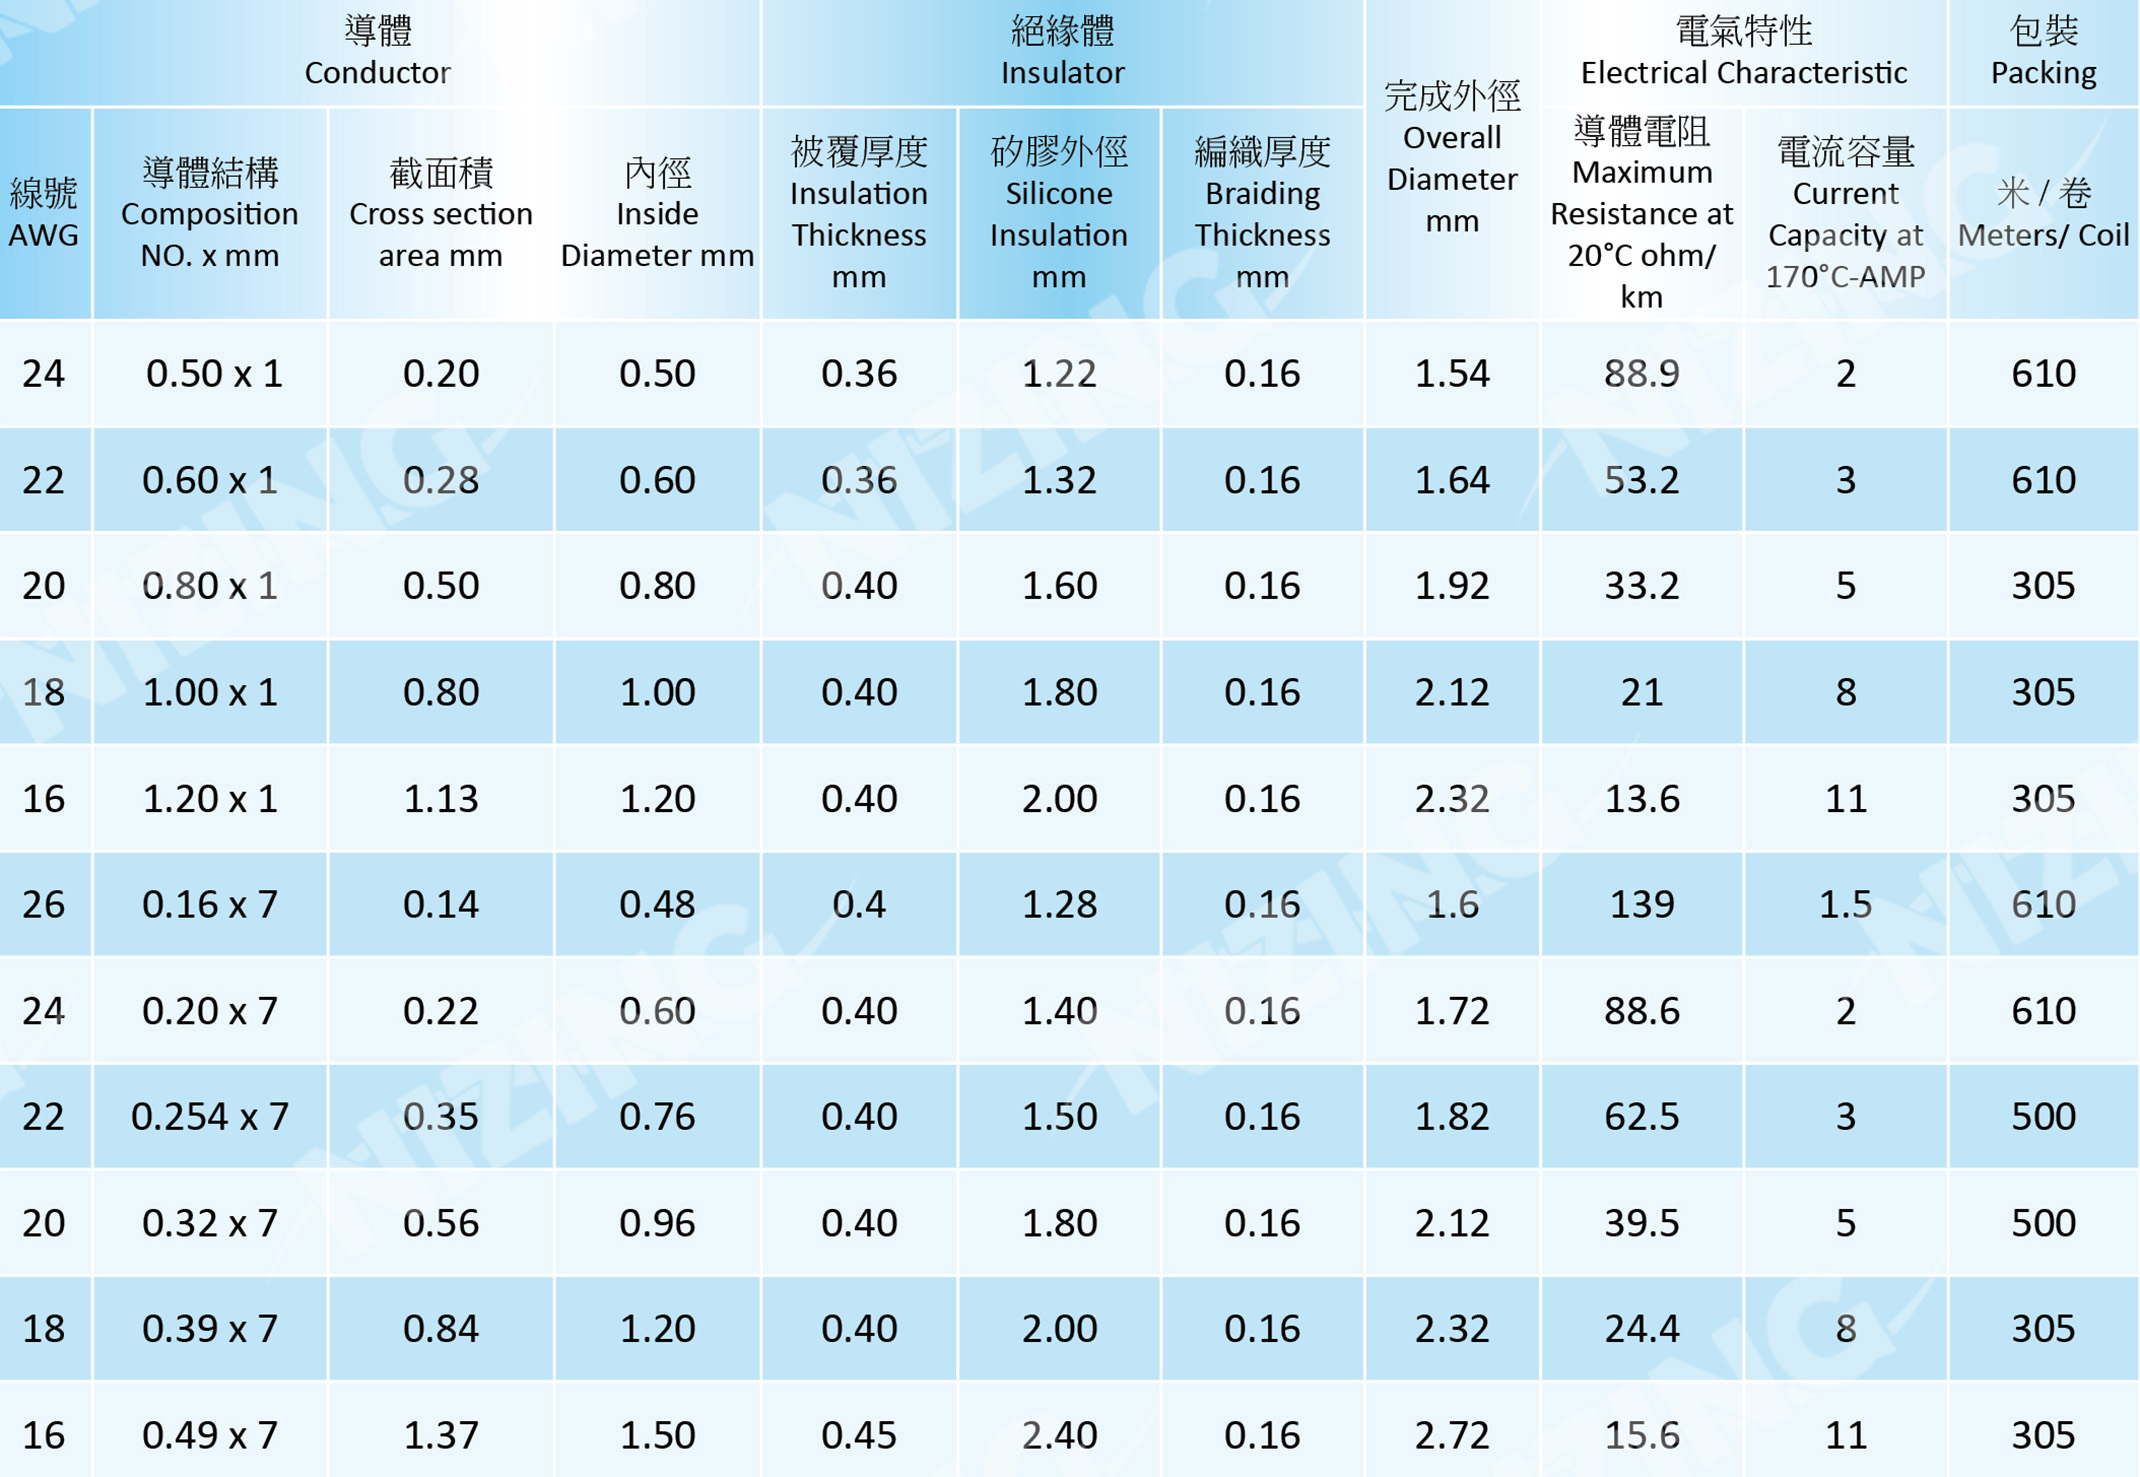 導體
Conductor
絕緣體
Insulator
完成外徑
Overall
Diameter
mm
電氣特性
Electrical Characteristic
包裝
Packing
線號
AWG
導體結構
Composition
NO. x mm
截面積
Cross section
area mm
內徑
Inside
Diameter mm
被覆厚度
Insulation
Thickness
mm
矽膠外徑
Silicone
Insulation
mm
編織厚度
Braiding
Thickness
mm
導體電阻
Maximum
Resistance at
20°C ohm/
km
電流容量
Current
Capacity at
170°C-AMP
米 / 卷
Meters/ Coil
24 0.50 x 1 0.20 0.50 0.36 1.22 0.16 1.54 88.9 2 610
22 0.60 x 1 0.28 0.60 0.36 1.32 0.16 1.64 53.2 3 610
20 0.80 x 1 0.50 0.80 0.40 1.60 0.16 1.92 33.2 5 305
18 1.00 x 1 0.80 1.00 0.40 1.80 0.16 2.12 21 8 305
16 1.20 x 1 1.13 1.20 0.40 2.00 0.16 2.32 13.6 11 305
26 0.16 x 7 0.14 0.48 0.4 1.28 0.16 1.6 139 1.5 610
24 0.20 x 7 0.22 0.60 0.40 1.40 0.16 1.72 88.6 2 610
22 0.254 x 7 0.35 0.76 0.40 1.50 0.16 1.82 62.5 3 500
20 0.32 x 7 0.56 0.96 0.40 1.80 0.16 2.12 39.5 5 500
18 0.39 x 7 0.84 1.20 0.40 2.00 0.16 2.32 24.4 8 305
16 0.49 x 7 1.37 1.50 0.45 2.40 0.16 2.72 15.6 11 305
NIZING
NIZING
NIZING
NIZING
NIZING
NIZING
NIZING
NIZING